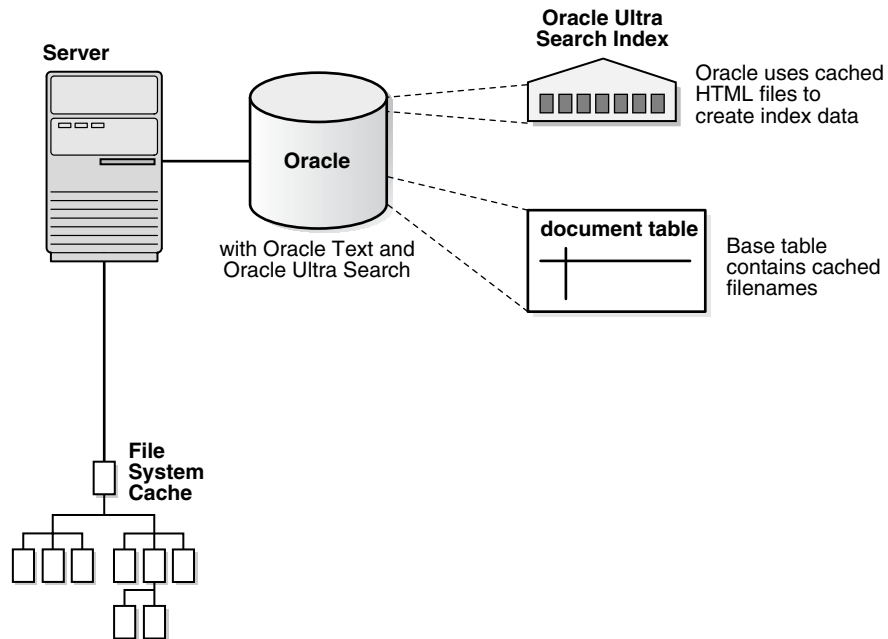 Oracle Ultra
Search Index
Server
Oracle uses cached
HTML files to
create index data
Oracle
with Oracle Text and
Oracle Ultra Search
document table
Base table
contains cached
filenames
File
System
Cache